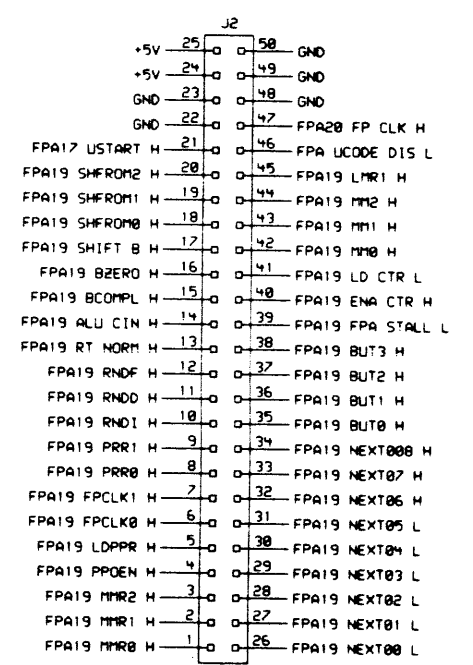 J2
+5V 25 50 GND
+5V 24 49 GND
GND 23 48 GND
GND 22 47 FPA20 FP CLK H
FPA17 USTART H 21 46 FPA UCODE DIS L
FPA19 SHFROM2 H 20 45 FPA19 LMR1 H
FPA19 SHFROM1 H 19 44 FPA19 MM2 H
FPA19 SHFROM0 H 18 43 FPA19 MM1 H
FPA19 SHIFT B H 17 42 FPA19 MM0 H
FPA19 BZERO H 16 41 FPA19 LD CTR L
FPA19 BCOMPL H 15 40 FPA19 ENA CTR H
FPA19 ALU CIN H 14 39 FPA19 FPA STALL L
FPA19 RT NORM H 13 38 FPA19 BUT3 H
FPA19 RNDF H 12 37 FPA19 BUT2 H
FPA19 RNDD H 11 36 FPA19 BUT1 H
FPA19 RNDI H 10 35 FPA19 BUT0 H
FPA19 PRR1 H 9 34 FPA19 NEXT008 H
FPA19 PRR0 H 8 33 FPA19 NEXT07 H
FPA19 FPCLK1 H 7 32 FPA19 NEXT06 H
FPA19 FPCLK0 H 6 31 FPA19 NEXT05 L
FPA19 LDPPR H 5 30 FPA19 NEXT04 L
FPA19 PPOEN H 4 29 FPA19 NEXT03 L
FPA19 MMR2 H 3 28 FPA19 NEXT02 L
FPA19 MMR1 H 2 27 FPA19 NEXT01 L
FPA19 MMR0 H 1 26 FPA19 NEXT00 L